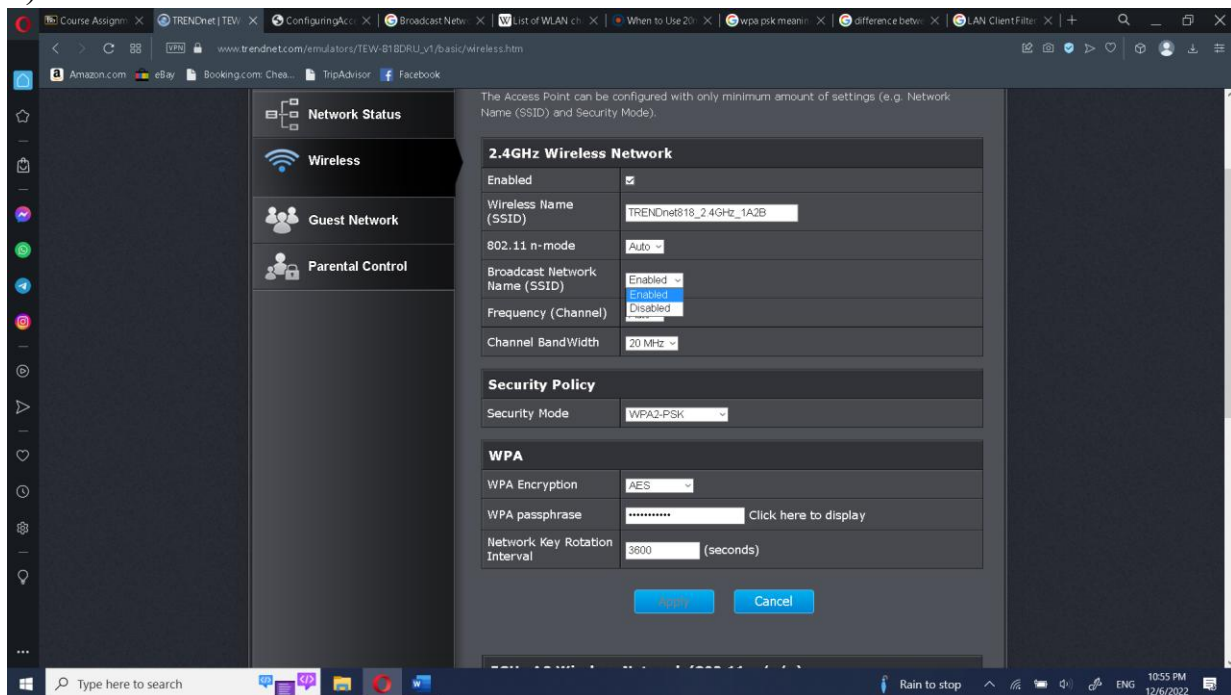 Course Assignm
TRENDnet | TEW
ConfiguringAcc
Broadcast Netw
List of WLAN ch
When to Use 20
wpa psk meanin
difference betw
LAN Client Filter
VPN
www.trendnet.com/emulators/TEW-818DRU_v1/basic/wireless.htm
Amazon.com
eBay
Booking.com: Chea...
TripAdvisor
Facebook
Network Status
Wireless
Guest Network
Parental Control
The Access Point can be configured with only minimum amount of settings (e.g. Network
Name (SSID) and Security Mode).
2.4GHz Wireless Network
Enabled
Wireless Name
(SSID)
TRENDnet818_2.4GHz_1A2B
802.11 n-mode
Auto
Broadcast Network
Name (SSID)
Enabled
Enabled
Disabled
Frequency (Channel)
Channel BandWidth
20 MHz
Security Policy
Security Mode
WPA2-PSK
WPA
WPA Encryption
AES
WPA passphrase
Click here to display
Network Key Rotation
Interval
3600
(seconds)
Apply
Cancel
Type here to search
Rain to stop
ENG
10:55 PM
12/6/2022